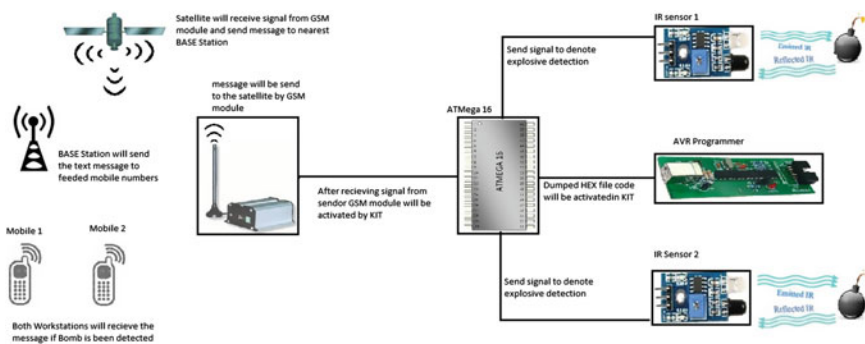 Satellite will receive signal from GSM
module and send message to nearest
BASE Station
IR sensor 1
Send signal to denote
explosive detection
Emitted IR
Reflected IR
message will be send
to the satellite by GSM
module
ATMega 16
ATMEGA 16
AVR Programmer
BASE Station will send
the text message to
feeded mobile numbers
After recieving signal from
sendor GSM module will be
activated by KIT
Dumped HEX file code
will be activatedin KIT
Mobile 1
Mobile 2
IR Sensor 2
Send signal to denote
explosive detection
Emitted IR
Reflected IR
Both Workstations will recieve the
message if Bomb is been detected